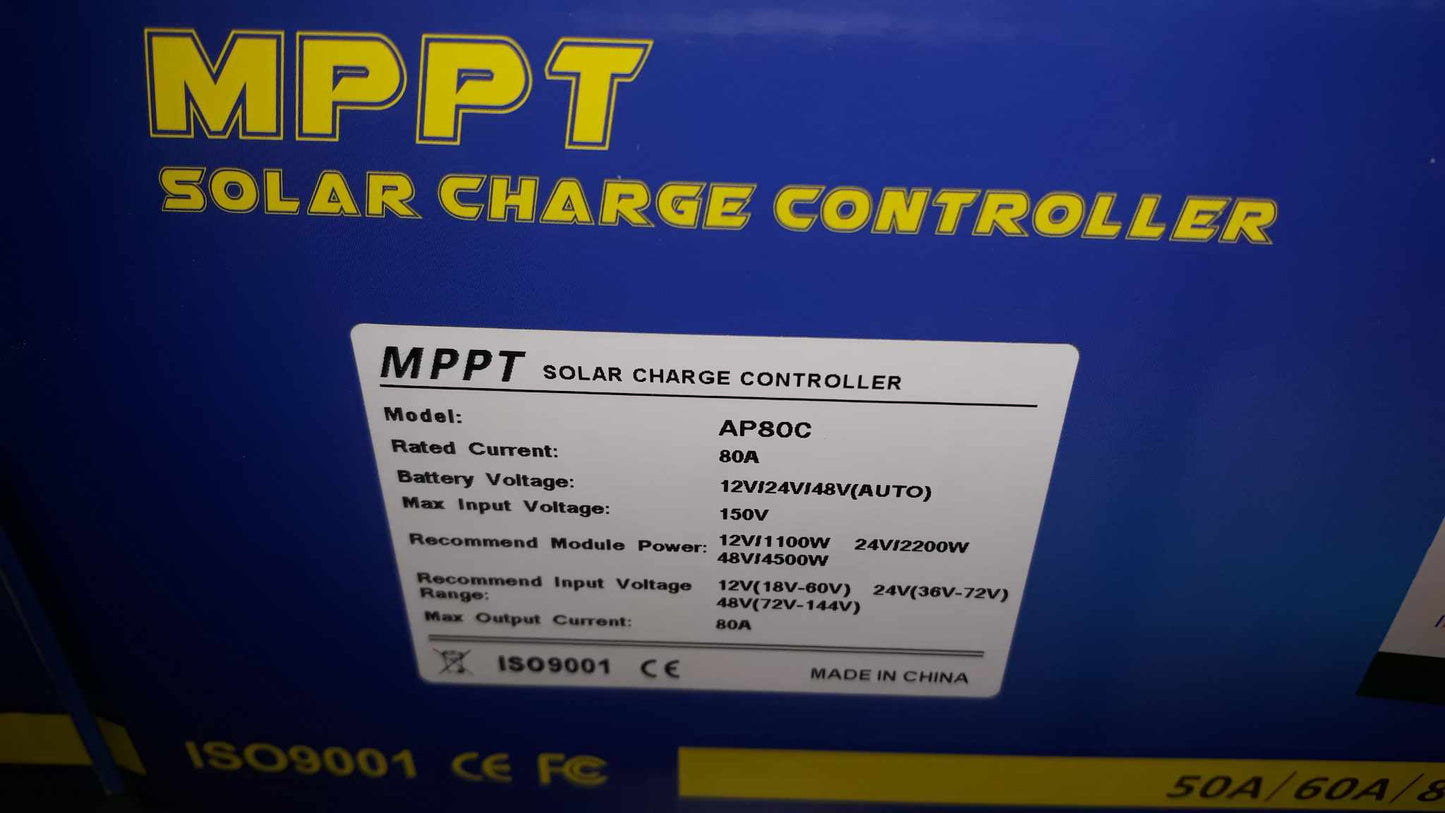 MPPT
SOLAR CHARGE CONTROLLER
MPPT SOLAR CHARGE CONTROLLER
Model: AP80C
Rated Current: 80A
Battery Voltage: 12V/24V/48V(AUTO)
Max Input Voltage: 150V
Recommend Module Power: 12V/1100W 24V/2200W
48V/4500W
Recommend Input Voltage 12V(18V-60V) 24V(36V-72V)
Range: 48V(72V-144V)
Max Output Current: 80A
ISO9001 CE MADE IN CHINA
ISO9001 CE FC
50A/60A/8